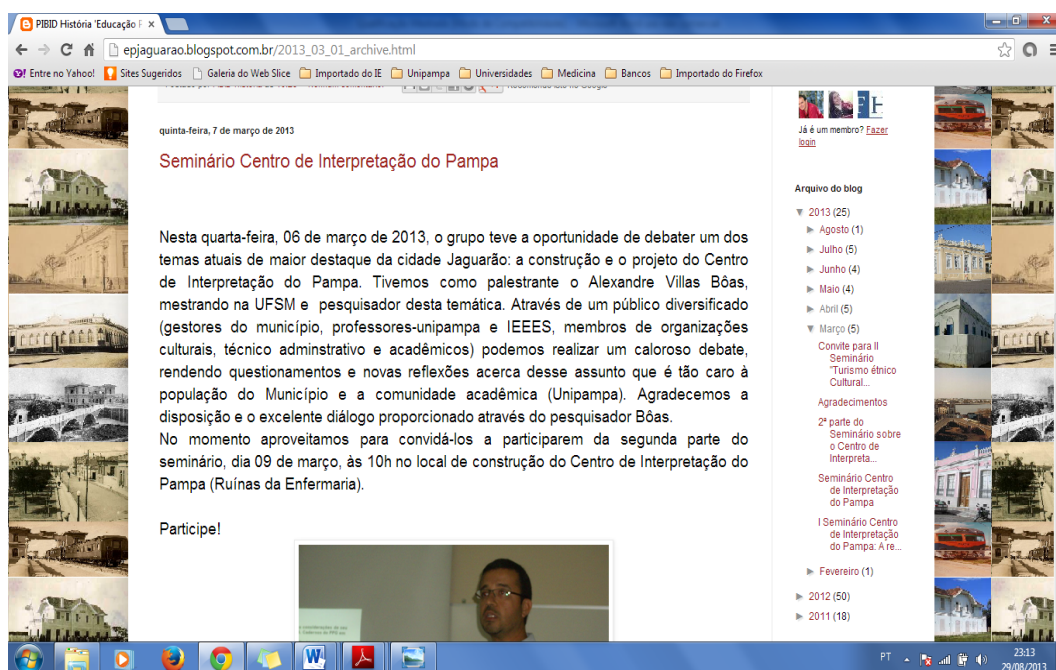 PIBID História 'Educação F
epjaguarao.blogspot.com.br/2013_03_01_archive.html
Entre no Yahoo! Sites Sugeridos Galeria do Web Slice Importado do IE Unipampa Universidades Medicina Bancos Importado do Firefox
quinta-feira, 7 de março de 2013
Seminário Centro de Interpretação do Pampa
Nesta quarta-feira, 06 de março de 2013, o grupo teve a oportunidade de debater um dos
temas atuais de maior destaque da cidade Jaguarão: a construção e o projeto do Centro
de Interpretação do Pampa. Tivemos como palestrante o Alexandre Villas Bôas,
mestrando na UFSM e pesquisador desta temática. Através de um público diversificado
(gestores do município, professores-unipampa e IEEES, membros de organizações
culturais, técnico adminstrativo e acadêmicos) podemos realizar um caloroso debate,
rendendo questionamentos e novas reflexões acerca desse assunto que é tão caro à
população do Município e a comunidade acadêmica (Unipampa). Agradecemos a
disposição e o excelente diálogo proporcionado através do pesquisador Bôas.
No momento aproveitamos para convidá-los a participarem da segunda parte do
seminário, dia 09 de março, às 10h no local de construção do Centro de Interpretação do
Pampa (Ruínas da Enfermaria).
Participe!
Já é um membro? Fazer
login
Arquivo do blog
▼ 2013 (25)
► Agosto (1)
► Julho (5)
► Junho (4)
► Maio (4)
► Abril (5)
▼ Março (5)
Convite para II
Seminário
"Turismo étnico
Cultural...
Agradecimentos
2ª parte do
Seminário sobre
o Centro de
Interpreta...
Seminário Centro
de Interpretação
do Pampa
I Seminário Centro
de Interpretação
do Pampa: A re...
► Fevereiro (1)
► 2012 (50)
► 2011 (18)
PT
23:13
29/08/2013